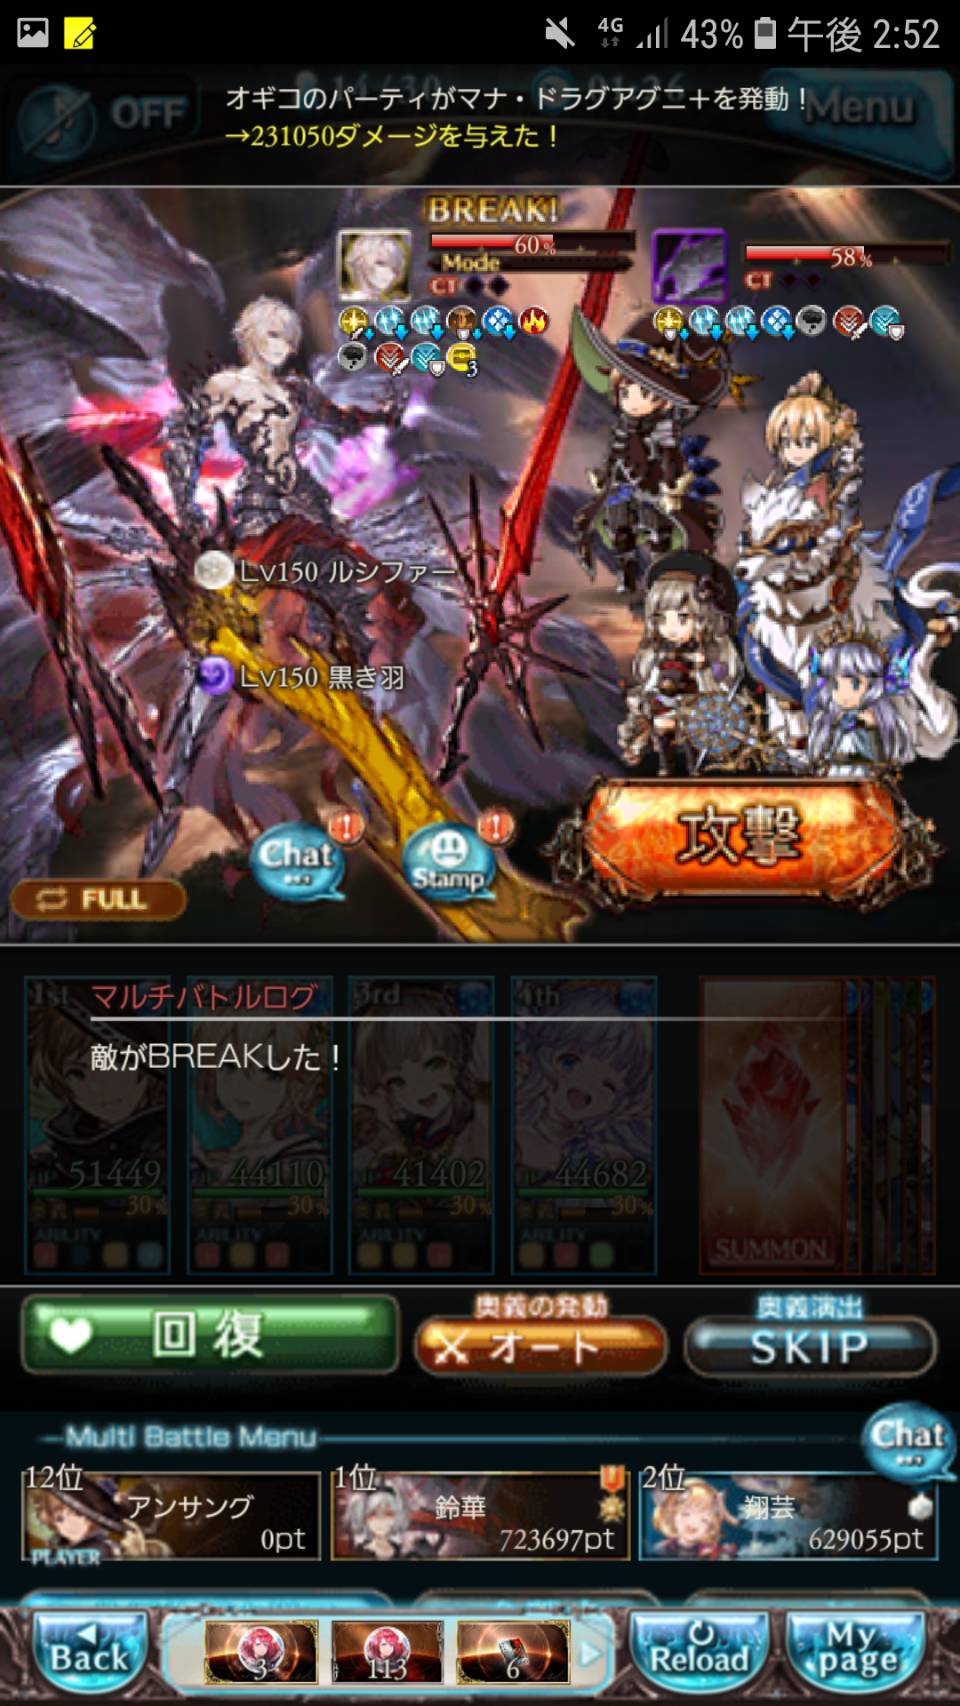 4G 43% 午後 2:52
OFF
Menu
オギコのパーティがマナ・ドラグアグニ＋を発動！
→231050ダメージを与えた！
BREAK!
60%
Mode
CT
58%
CT
3
Lv150 ルシファー
Lv150 黒き羽
Chat
Stamp
攻撃
FULL
1st
3rd
4th
マルチバトルログ
敵がBREAKした！
51449
44110
41402
44682
30%
30%
30%
30%
ABILITY
ABILITY
ABILITY
ABILITY
SUMMON
回復
奥義の発動
オート
奥義演出
SKIP
Multi Battle Menu
Chat
12位
アンサング
0pt
PLAYER
1位
鈴華
723697pt
2位
翔芸
629055pt
Back
3
113
6
Reload
My page